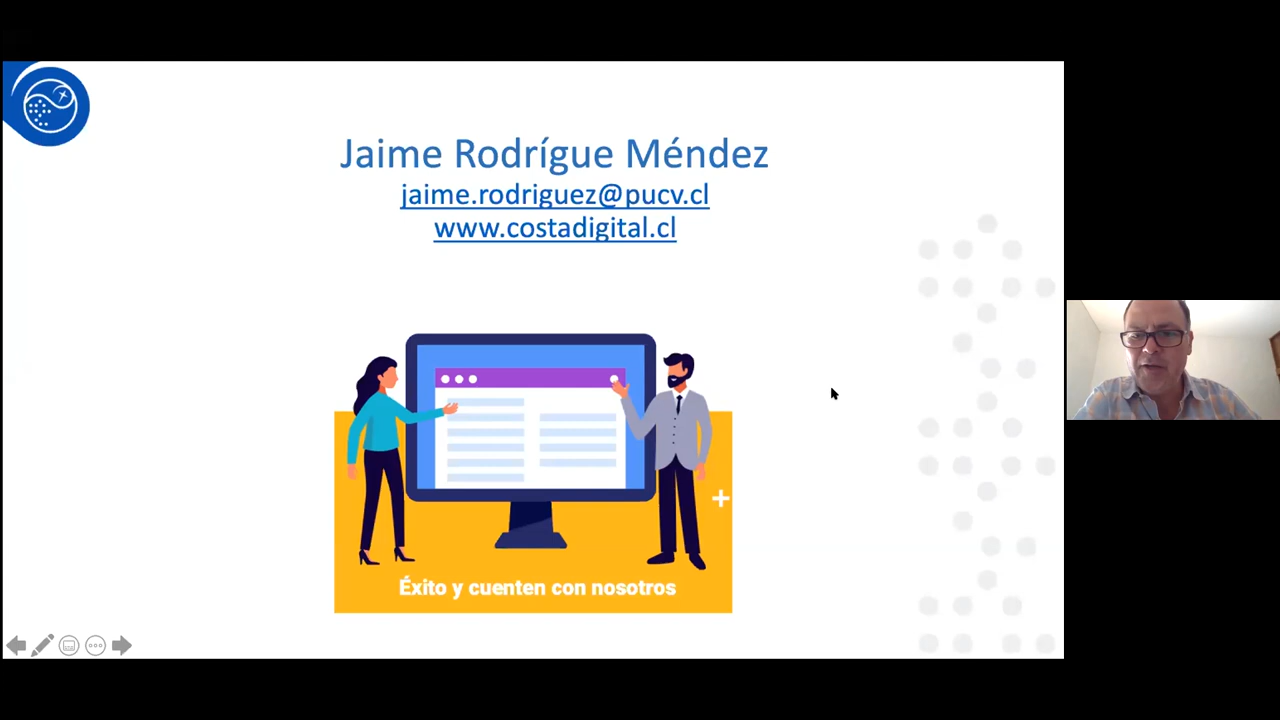 Jaime Rodrígue Méndez
jaime.rodriguez@pucv.cl
www.costadigital.cl
Éxito y cuenten con nosotros